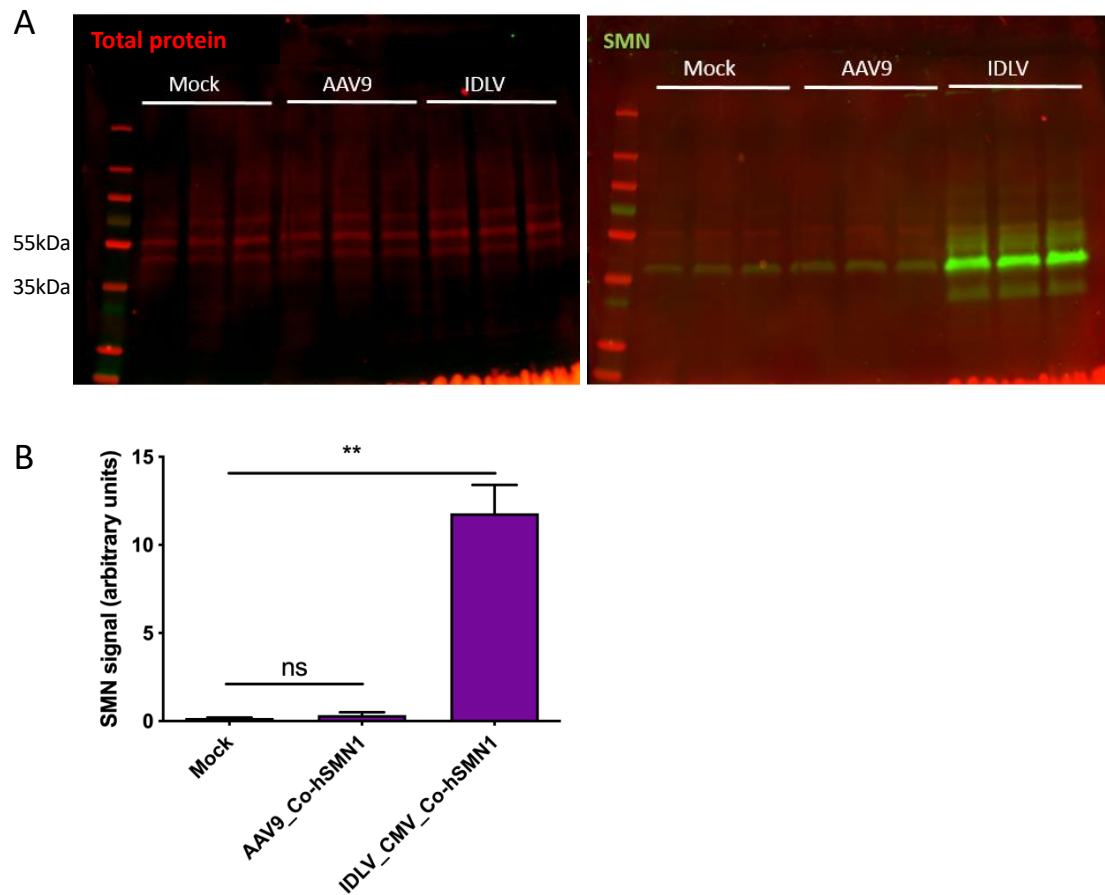 A
Total protein
Mock AAV9 IDLV
55kDa
35kDa
SMN
Mock AAV9 IDLV
B
SMN signal (arbitrary units)
15
10
5
0
**
ns
Mock
AAV9_Co-hSMN1
IDLV_CMV_Co-hSMN1